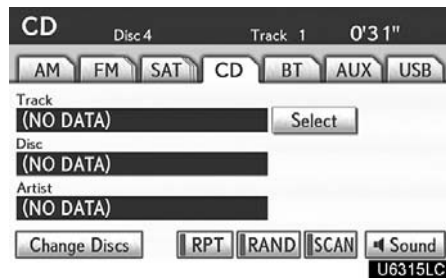 CD Disc 4 Track 1 0'31"
AM FM SAT CD BT AUX USB
Track
(NO DATA) Select
Disc
(NO DATA)
Artist
(NO DATA)
Change Discs RPT RAND SCAN Sound
U6315LC